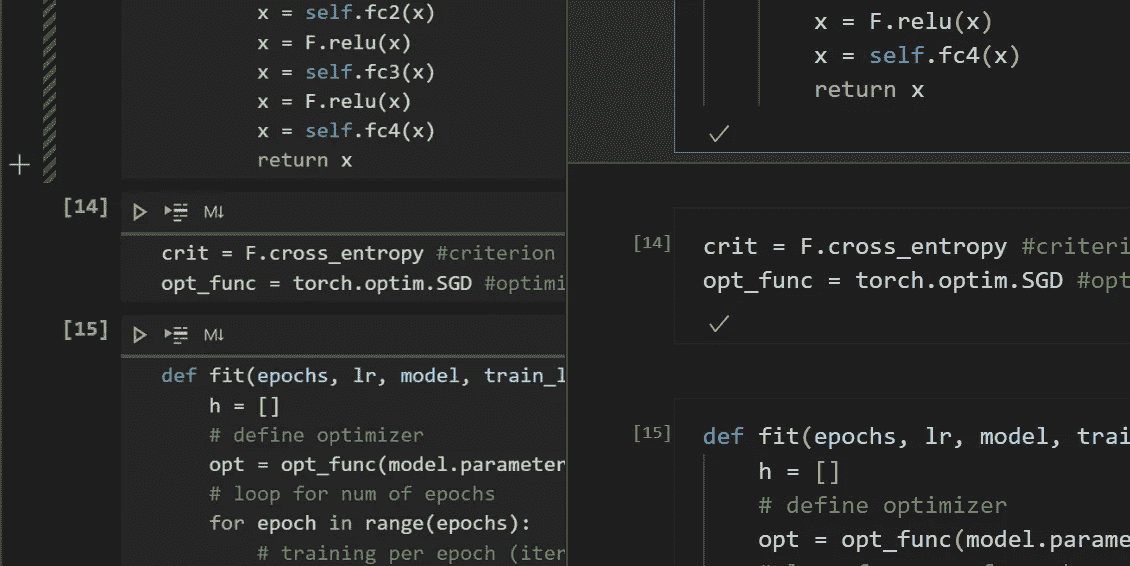 x = self.fc2(x)
x = F.relu(x)
x = self.fc3(x)
x = F.relu(x)
x = self.fc4(x)
return x
[14]
M↓
crit = F.cross_entropy #criterion
opt_func = torch.optim.SGD #optimi
[15]
M↓
def fit(epochs, lr, model, train_l
h = []
# define optimizer
opt = opt_func(model.parameter
# loop for num of epochs
for epoch in range(epochs):
# training per epoch (iter
x = F.relu(x)
x = self.fc4(x)
return x
[14]
crit = F.cross_entropy #criteri
opt_func = torch.optim.SGD #opt
[15]
def fit(epochs, lr, model, trai
h = []
# define optimizer
opt = opt_func(model.parame